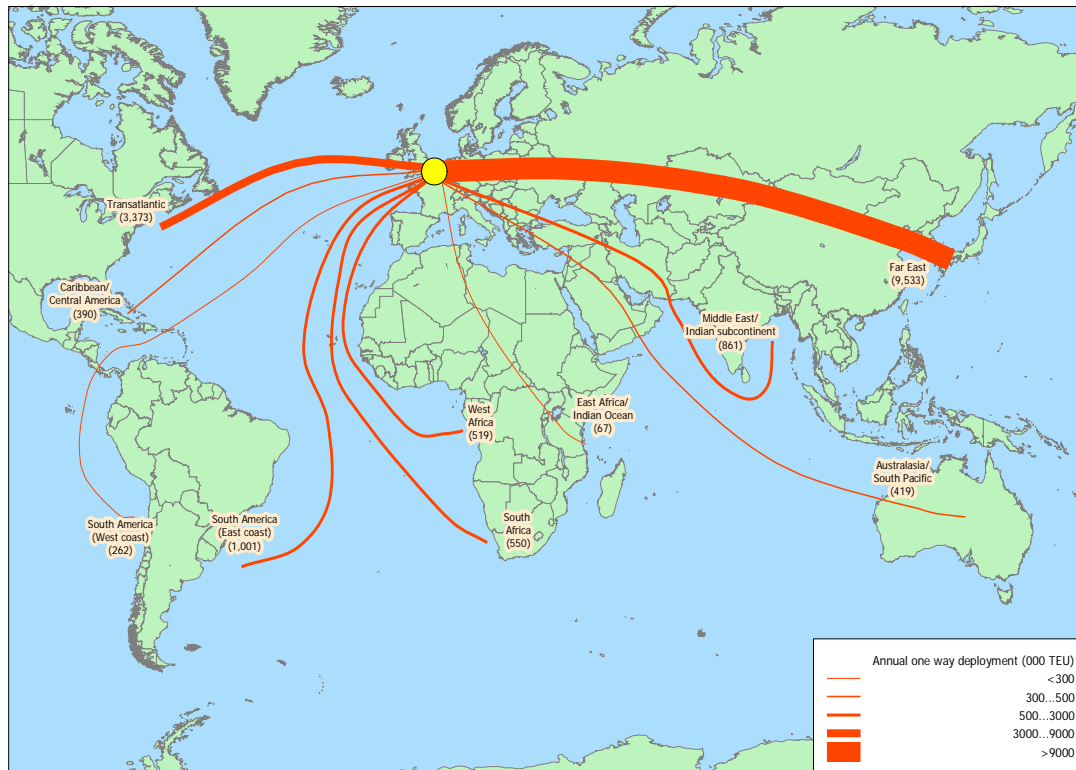 Transatlantic
(3,373)
Caribbean/
Central America
(390)
Far East
(9,533)
Middle East/
Indian subcontinent
(861)
West
Africa
(519)
East Africa/
Indian Ocean
(67)
Australasia/
South Pacific
(419)
South America
(West coast)
(262)
South America
(East coast)
(1,001)
South
Africa
(550)
Annual one way deployment (000 TEU)
<300
300...500
500...3000
3000...9000
>9000